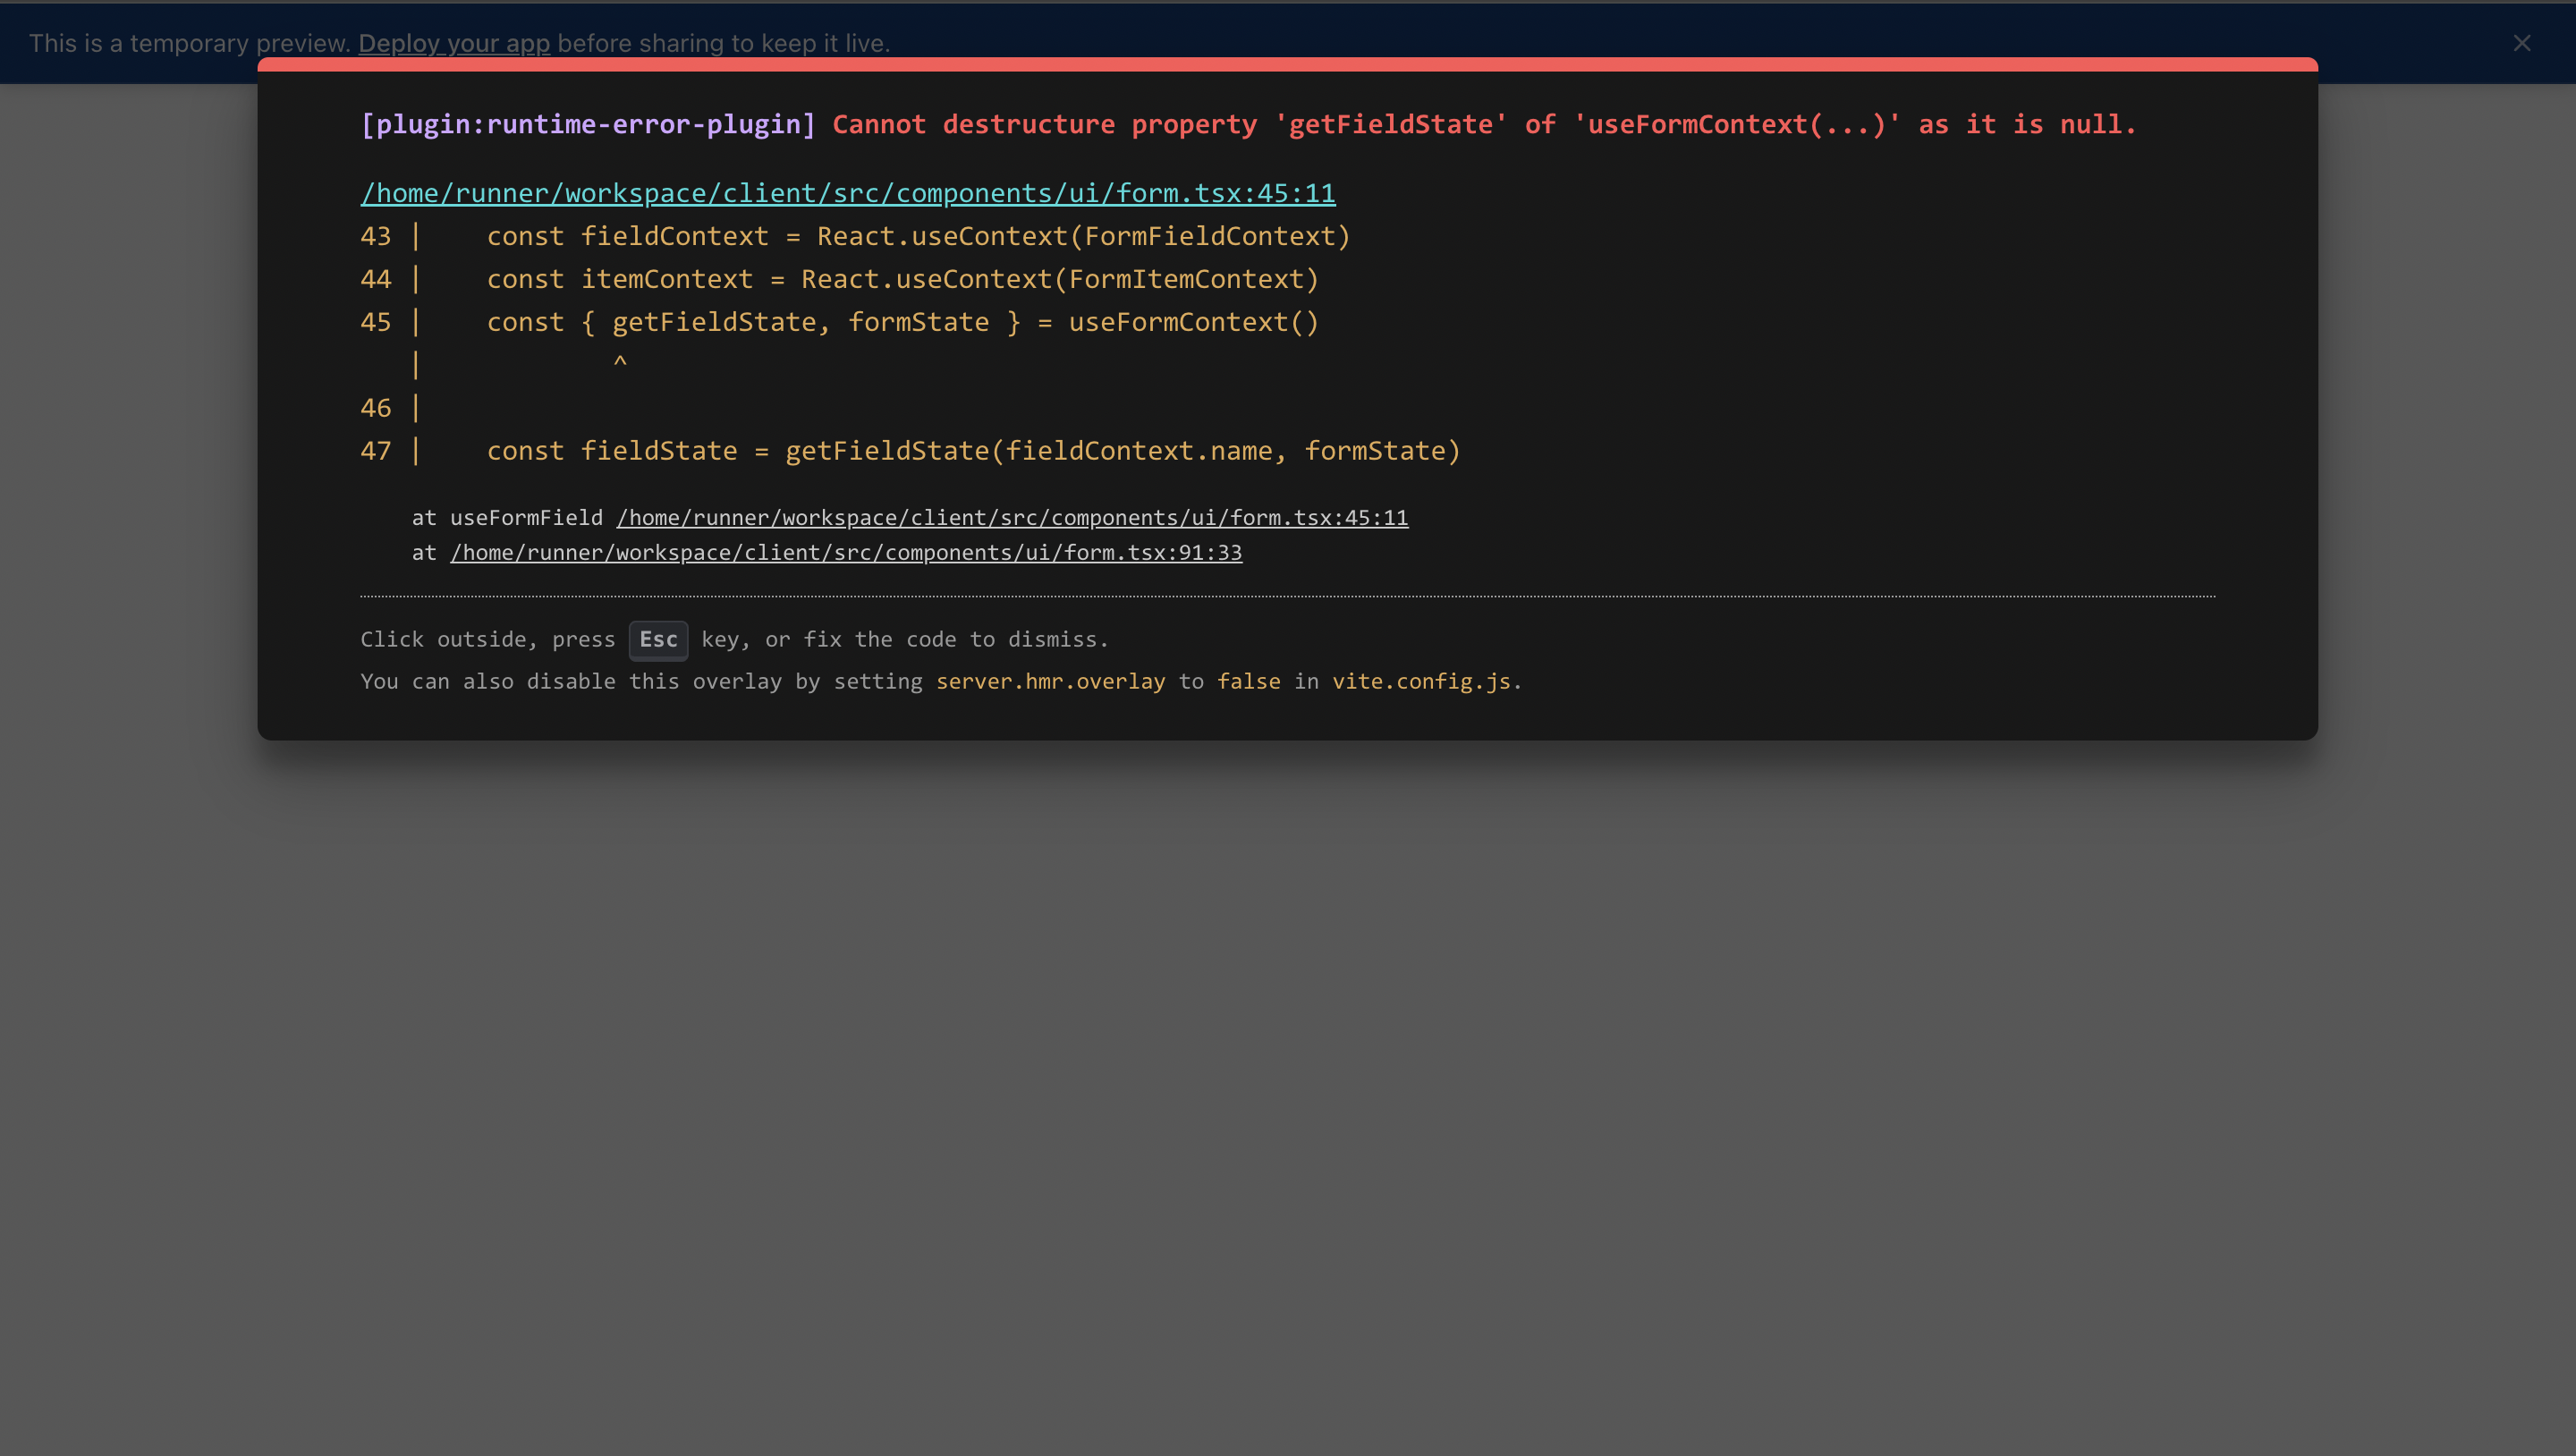 This is a temporary preview. Deploy your app before sharing to keep it live.
[plugin:runtime-error-plugin] Cannot destructure property 'getFieldState' of 'useFormContext(...)' as it is null.
/home/runner/workspace/client/src/components/ui/form.tsx:45:11
43 |    const fieldContext = React.useContext(FormFieldContext)
44 |    const itemContext = React.useContext(FormItemContext)
45 |    const { getFieldState, formState } = useFormContext()
   |            ^
46 |
47 |    const fieldState = getFieldState(fieldContext.name, formState)
at useFormField /home/runner/workspace/client/src/components/ui/form.tsx:45:11
at /home/runner/workspace/client/src/components/ui/form.tsx:91:33
Click outside, press Esc key, or fix the code to dismiss.
You can also disable this overlay by setting server.hmr.overlay to false in vite.config.js.